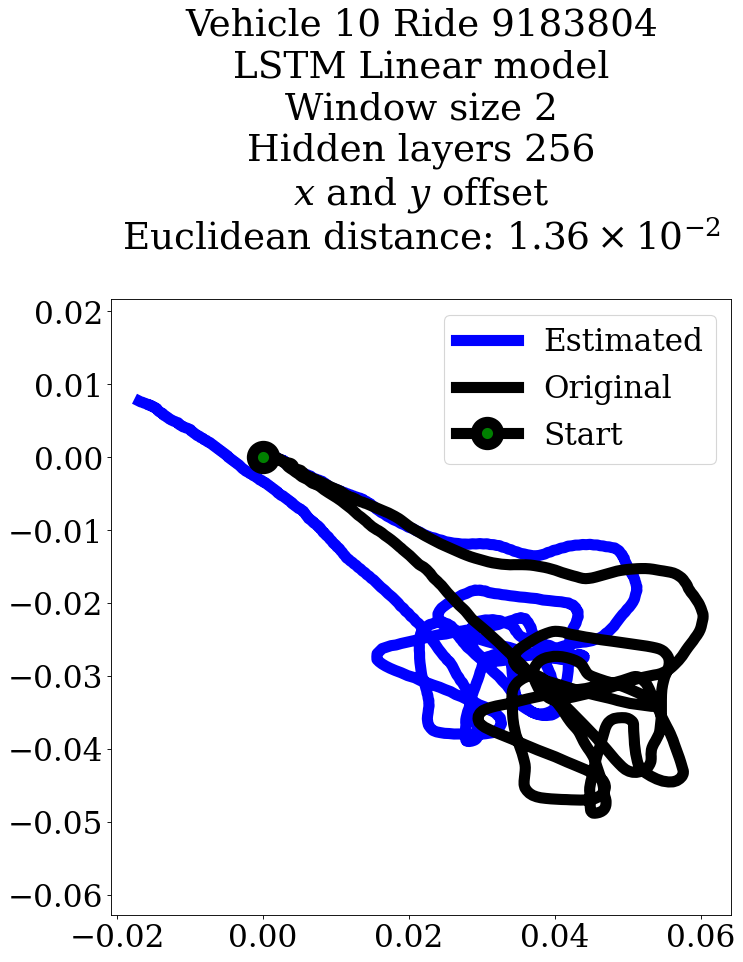 Vehicle 10 Ride 9183804
LSTM Linear model
Window size 2
Hidden layers 256
x and y offset
Euclidean distance: 1.36 × 10⁻²
Estimated
Original
Start
0.02
0.01
0.00
−0.01
−0.02
−0.03
−0.04
−0.05
−0.06
−0.02 0.00 0.02 0.04 0.06